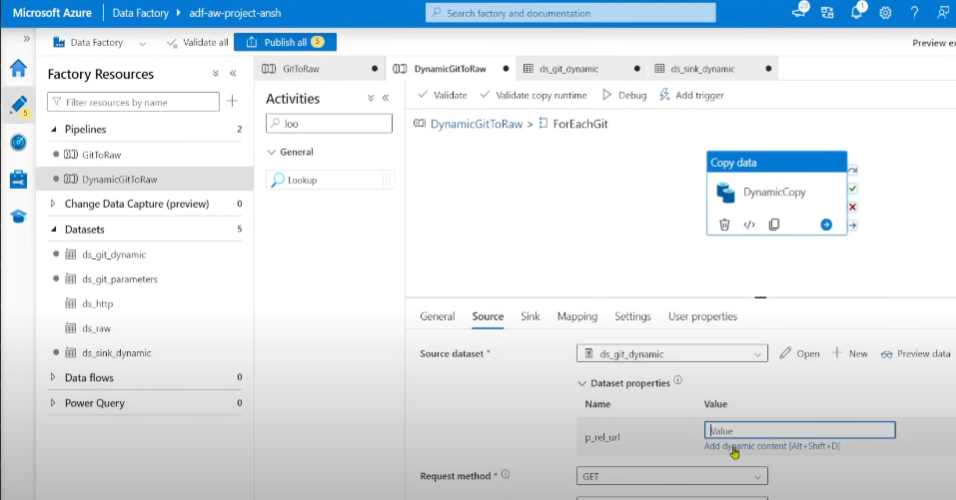 Microsoft Azure Data Factory adf-aw-project-ansh Search factory and documentation 23 1
Data Factory Validate all Publish all 5 Preview ex
Factory Resources
Filter resources by name
5
Pipelines 2
GitToRaw
DynamicGitToRaw
Change Data Capture (preview) 0
Datasets 5
ds_git_dynamic
ds_git_parameters
ds_http
ds_raw
ds_sink_dynamic
Data flows 0
Power Query 0
GitToRaw DynamicGitToRaw ds_git_dynamic ds_sink_dynamic
Activities
loo
General
Lookup
Validate Validate copy runtime Debug Add trigger
DynamicGitToRaw > ForEachGit
Copy data
DynamicCopy
General Source Sink Mapping Settings User properties
Source dataset * ds_git_dynamic Open New Preview data
Dataset properties
Name Value
p_rel_url Value
Add dynamic content [Alt+Shift+D]
Request method * GET